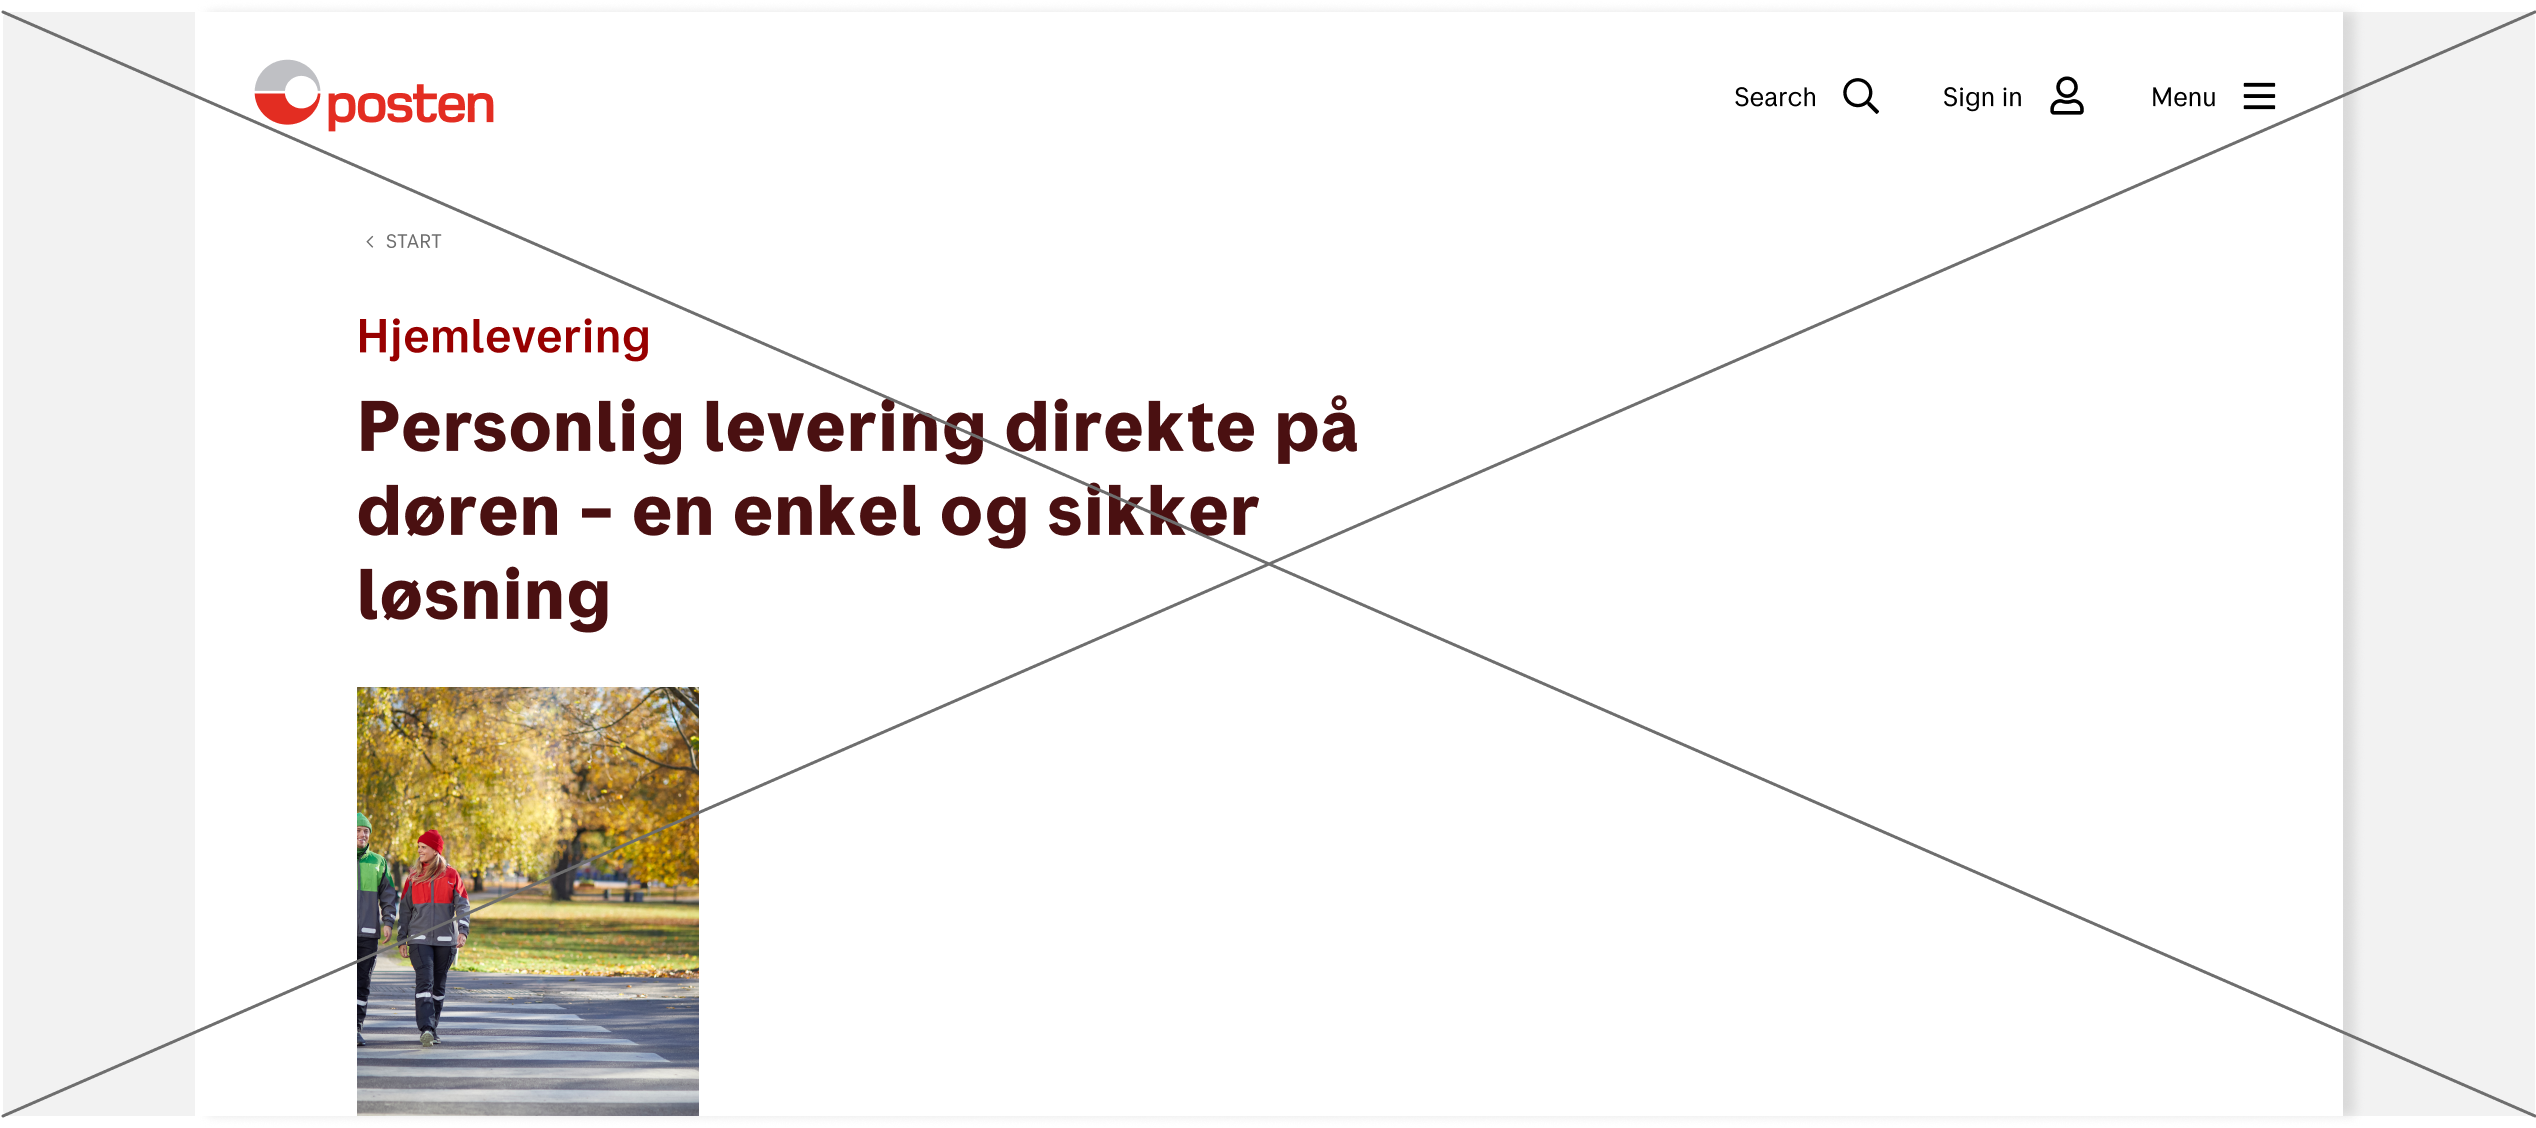 posten
Search
Sign in
Menu
START
Hjemlevering
Personlig levering direkte på
døren – en enkel og sikker
løsning